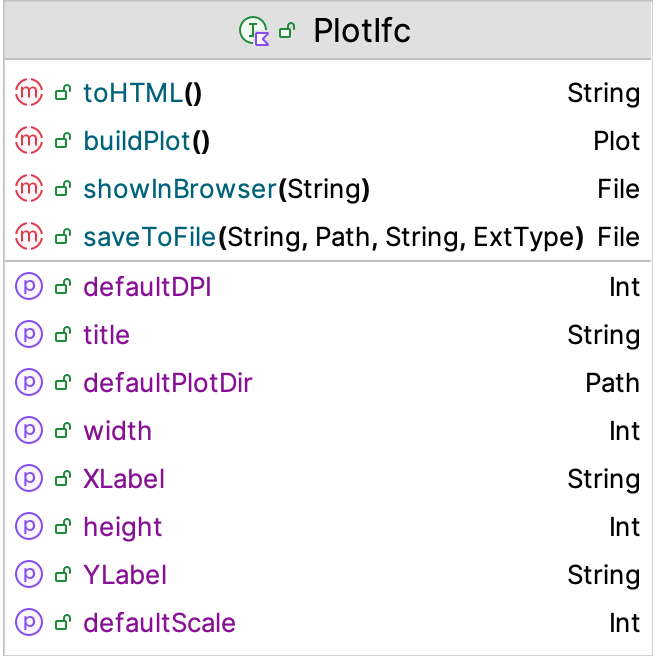 PlotIfc
toHTML() String
buildPlot() Plot
showInBrowser(String) File
saveToFile(String, Path, String, ExtType) File
defaultDPI Int
title String
defaultPlotDir Path
width Int
XLabel String
height Int
YLabel String
defaultScale Int